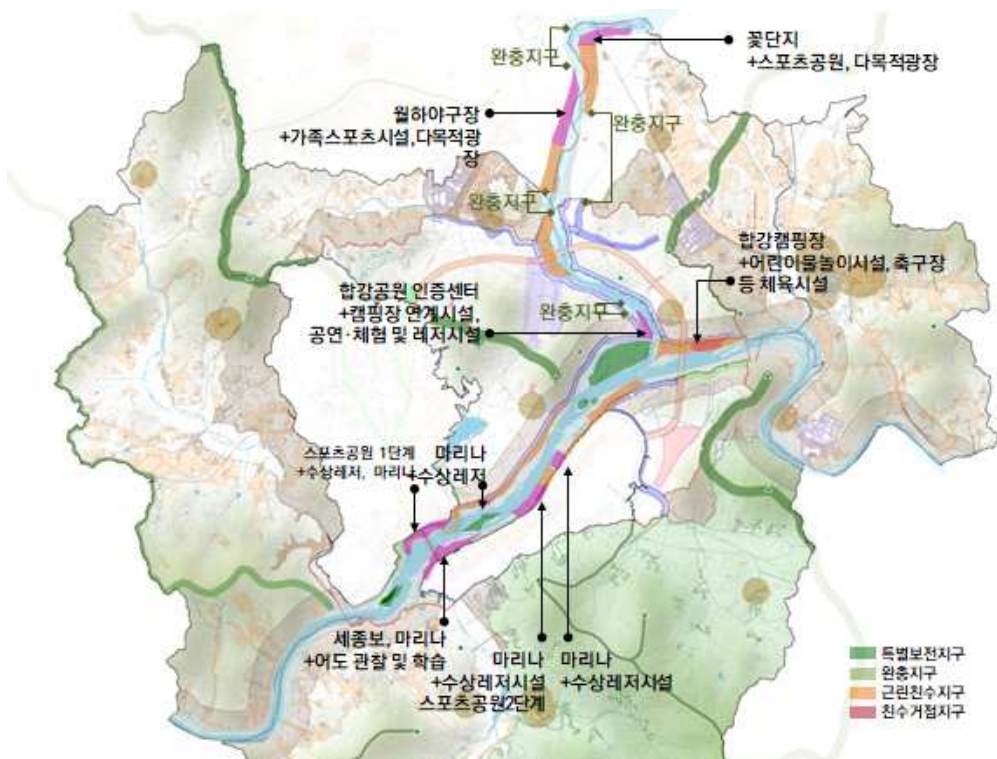 꽃단지
+스포츠공원, 다목적광장
완충지구
월하야구장
+가족스포츠시설,다목적광
장
완충지구
완충지구
합강캠핑장
+어린이물놀이시설, 축구장
등 체육시설
합강공원 인증센터
+캠핑장 연계시설,
공연·체험 및 레저시설
완충지구
스포츠공원 1단계
+수상레저, 마리나
마리나
+수상레저
세종보, 마리나
+어도 관찰 및 학습
마리나
+수상레저시설
스포츠공원2단계
마리나
+수상레저시설
특별보전지구
완충지구
근린친수지구
친수거점지구